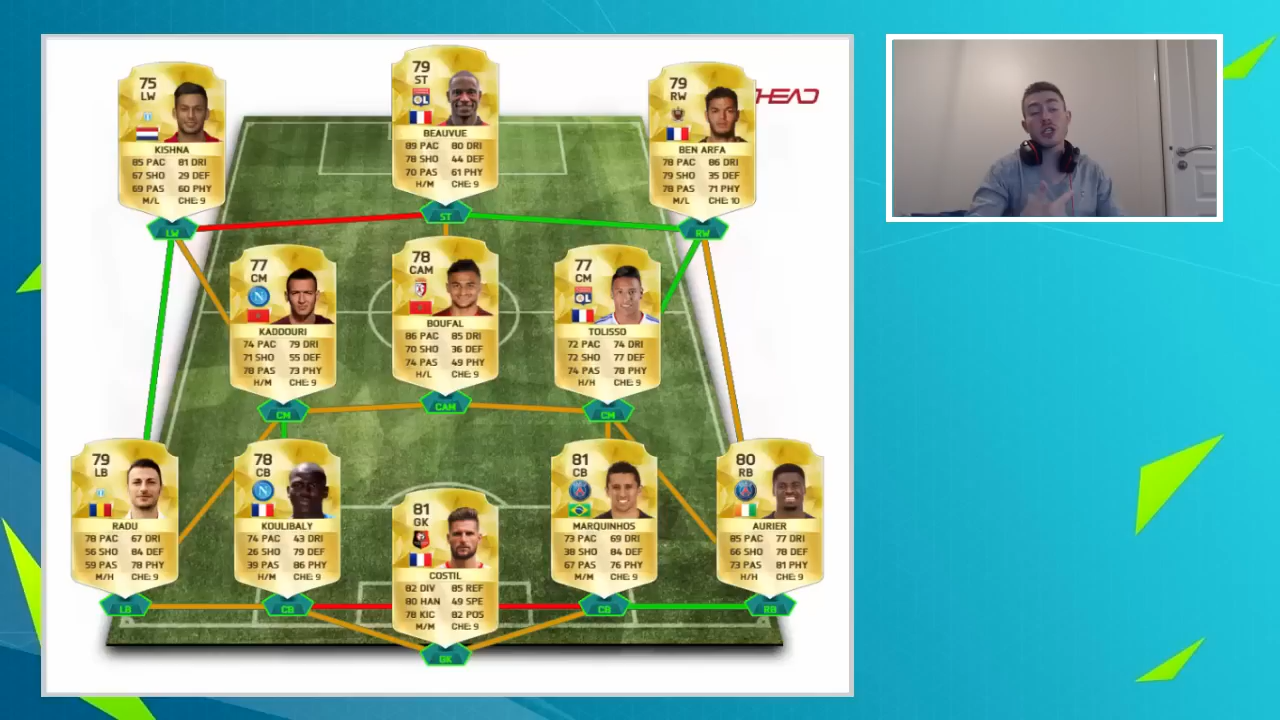 HEAD
75
LW
KISHNA
85 PAC 81 DRI
67 SHO 29 DEF
69 PAS 60 PHY
M/L CHE: 9
LW
79
ST
BEAUVUE
89 PAC 80 DRI
78 SHO 44 DEF
70 PAS 61 PHY
H/M CHE: 9
ST
79
RW
BEN ARFA
78 PAC 86 DRI
79 SHO 35 DEF
78 PAS 71 PHY
M/L CHE: 10
RW
77
CM
KADDOURI
74 PAC 79 DRI
71 SHO 55 DEF
78 PAS 73 PHY
H/M CHE: 9
CM
78
CAM
BOUFAL
86 PAC 85 DRI
70 SHO 36 DEF
74 PAS 49 PHY
H/L CHE: 9
CAM
77
CM
TOLISSO
72 PAC 74 DRI
72 SHO 77 DEF
74 PAS 78 PHY
H/H CHE: 9
CM
79
LB
RADU
78 PAC 67 DRI
56 SHO 84 DEF
59 PAS 78 PHY
M/H CHE: 9
LB
78
CB
KOULIBALY
74 PAC 43 DRI
26 SHO 79 DEF
39 PAS 86 PHY
H/M CHE: 9
CB
81
GK
COSTIL
82 DIV 85 REF
80 HAN 49 SPE
78 KIC 82 POS
M/M CHE: 9
GK
81
CB
MARQUINHOS
73 PAC 69 DRI
38 SHO 84 DEF
67 PAS 76 PHY
M/M CHE: 9
CB
80
RB
AURIER
85 PAC 77 DRI
66 SHO 78 DEF
73 PAS 81 PHY
H/H CHE: 9
RB